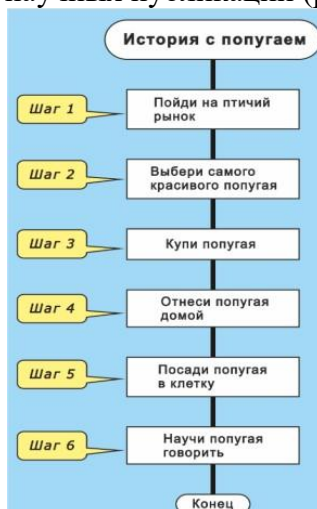 История с попугаем
Шаг 1
Пойди на птичий
рынок
Шаг 2
Выбери самого
красивого попугая
Шаг 3
Купи попугая
Шаг 4
Отнеси попугая
домой
Шаг 5
Посади попугая
в клетку
Шаг 6
Научи попугая
говорить
Конец